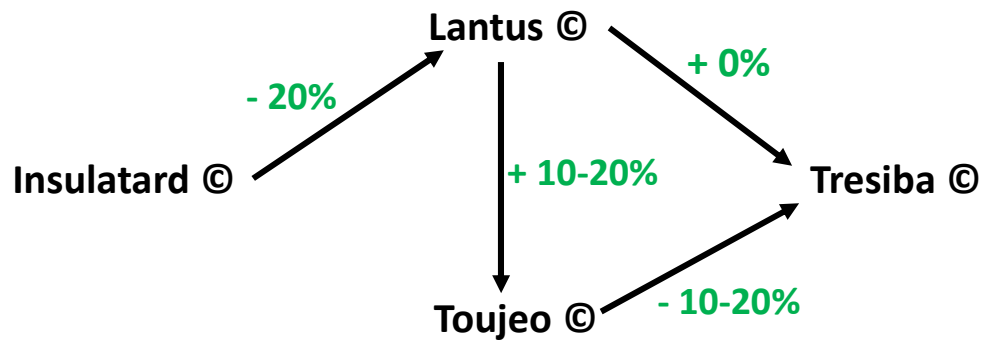 Lantus ©
+ 0%
- 20%
Insulatard ©
+ 10-20%
Tresiba ©
- 10-20%
Toujeo ©